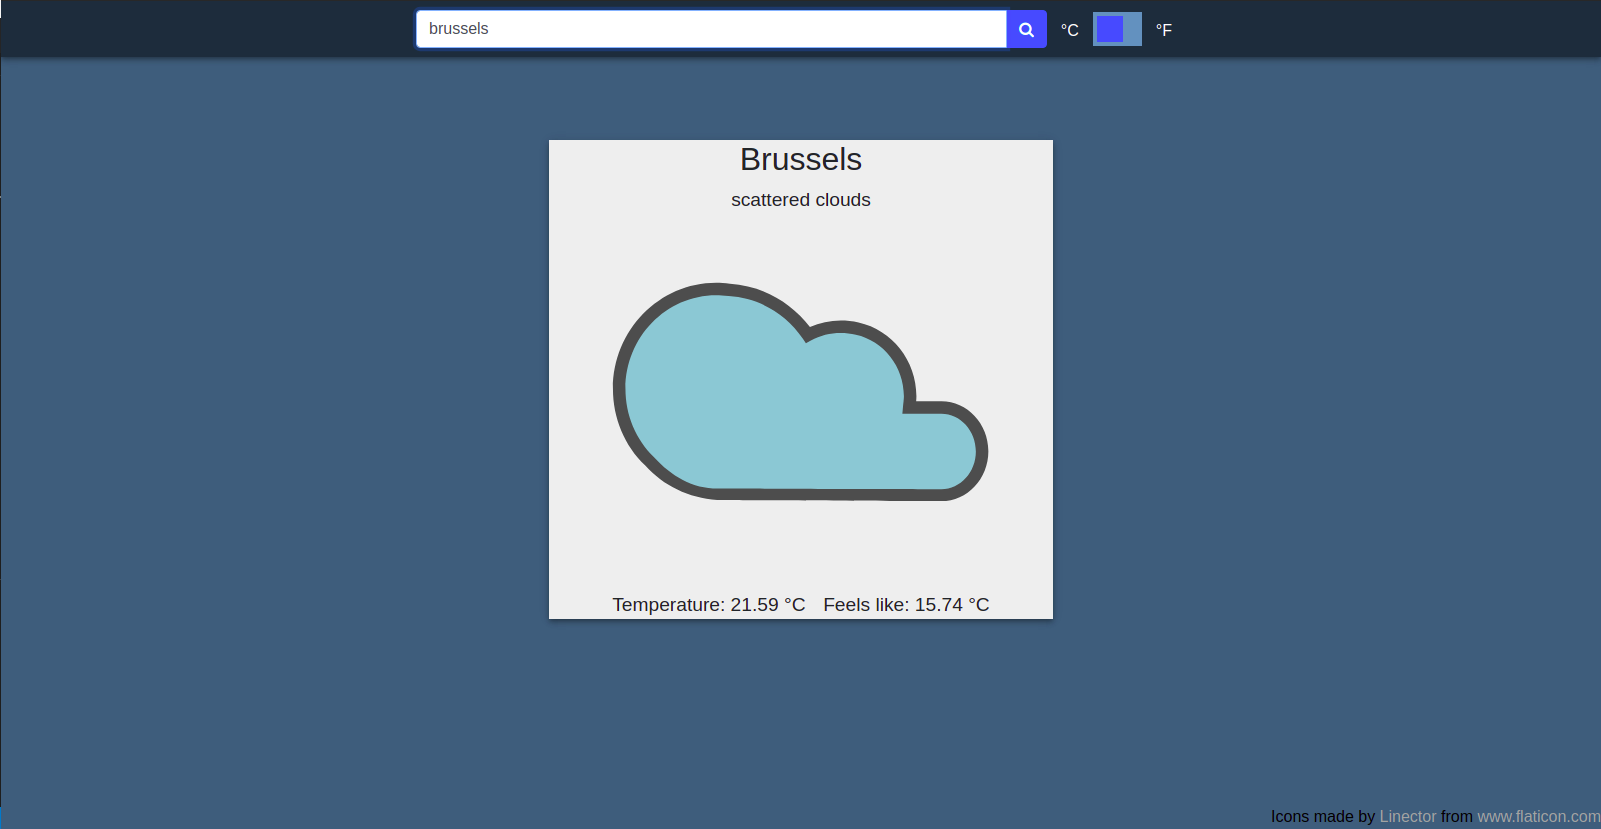 brussels °C °F
Brussels
scattered clouds
Temperature: 21.59 °C Feels like: 15.74 °C
Icons made by Linector from www.flaticon.com